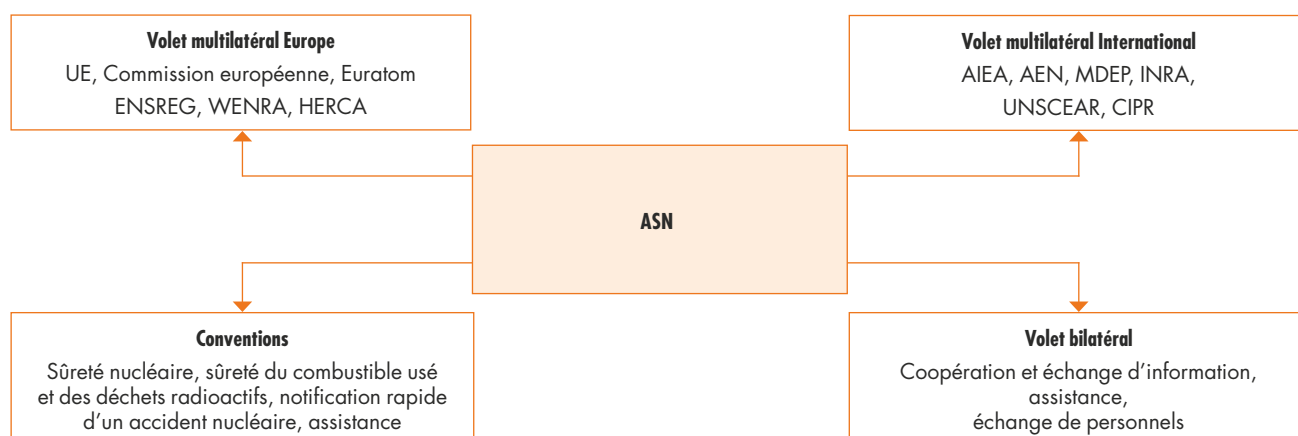 Volet multilatéral Europe
UE, Commission européenne, Euratom
ENSREG, WENRA, HERCA
Volet multilatéral International
AIEA, AEN, MDEP, INRA,
UNSCEAR, CIPR
ASN
Conventions
Sûreté nucléaire, sûreté du combustible usé
et des déchets radioactifs, notification rapide
d’un accident nucléaire, assistance
Volet bilatéral
Coopération et échange d’information,
assistance,
échange de personnels